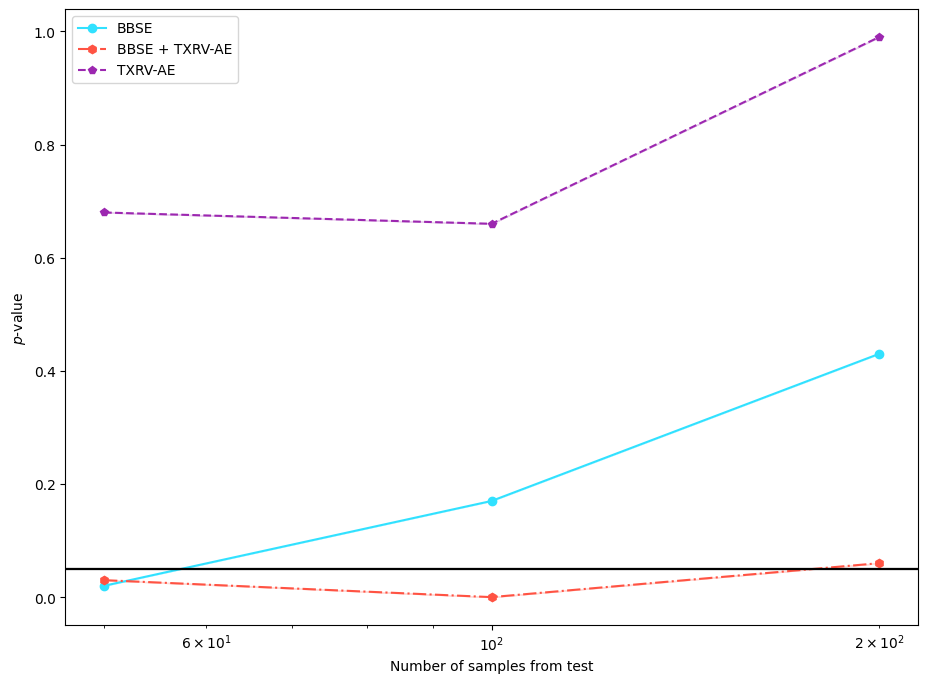 BBSE
BBSE + TXRV-AE
TXRV-AE
1.0
0.8
0.6
0.4
0.2
0.0
p-value
6 × 10¹
10²
2 × 10²
Number of samples from test